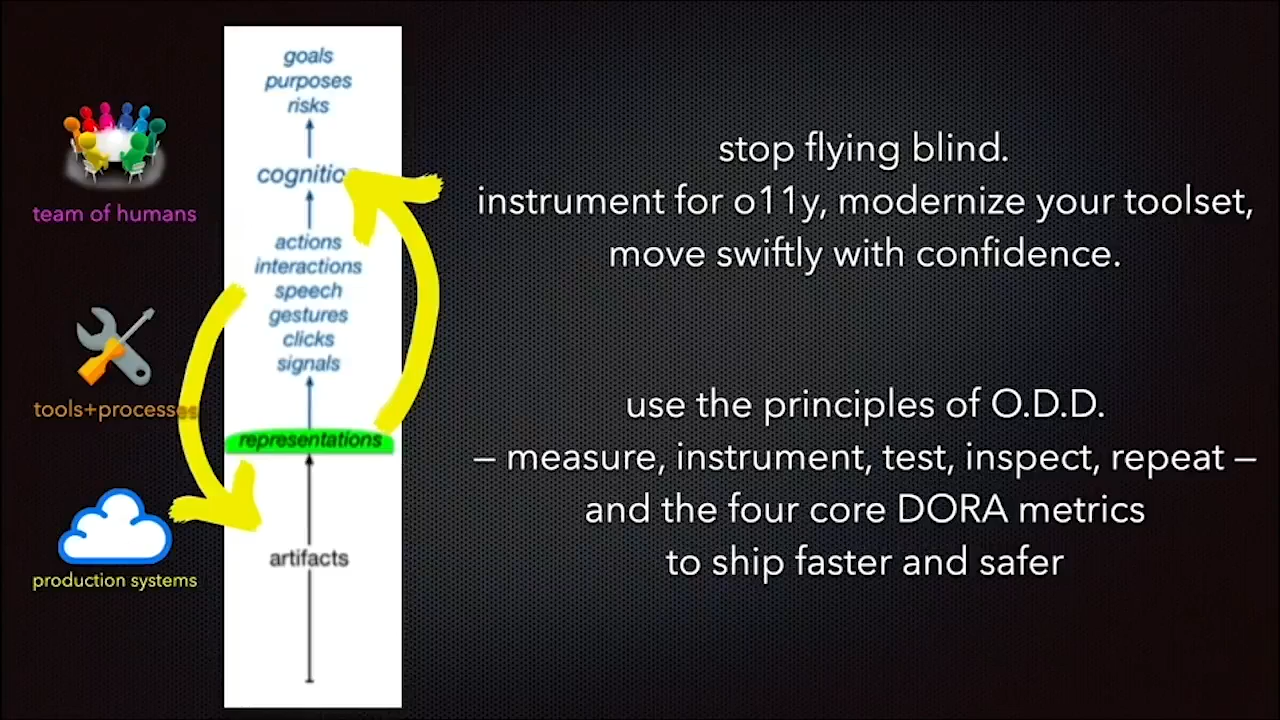 goals
purposes
risks
cognitio
actions
interactions
speech
gestures
clicks
signals
representations
artifacts
team of humans
tools+processes
production systems
stop flying blind.
instrument for o11y, modernize your toolset,
move swiftly with confidence.
use the principles of O.D.D.
– measure, instrument, test, inspect, repeat –
and the four core DORA metrics
to ship faster and safer